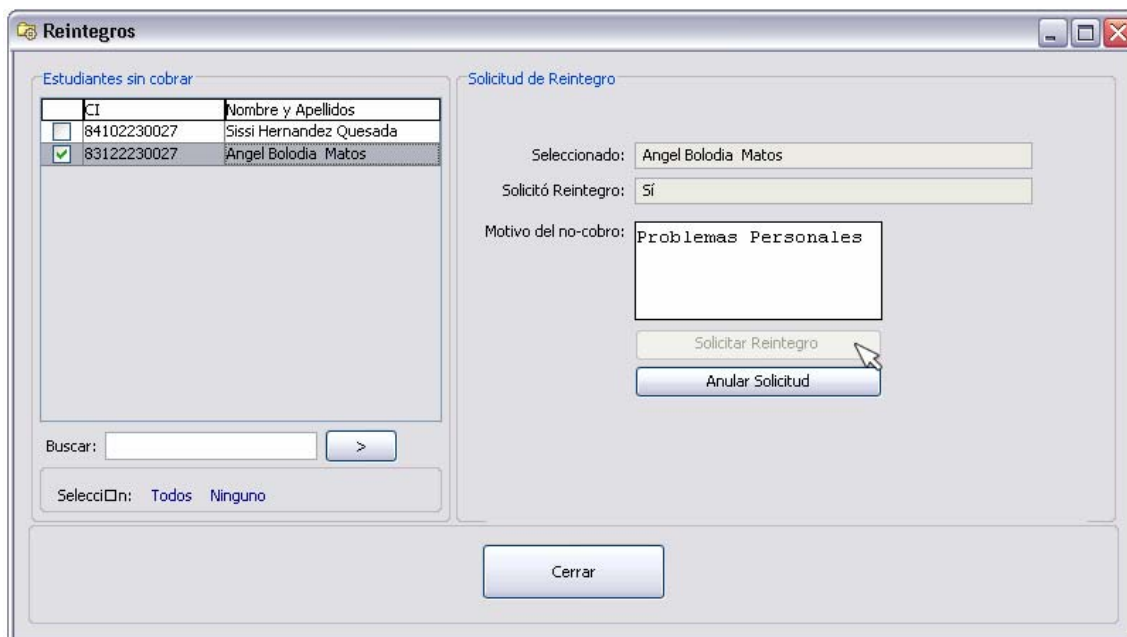 Reintegros
Estudiantes sin cobrar
CI Nombre y Apellidos
84102230027 Sissi Hernandez Quesada
83122230027 Angel Bolodia Matos
Buscar: >
Selecci□n: Todos Ninguno
Solicitud de Reintegro
Seleccionado: Angel Bolodia Matos
Solicitó Reintegro: Sí
Motivo del no-cobro: Problemas Personales
Solicitar Reintegro
Anular Solicitud
Cerrar